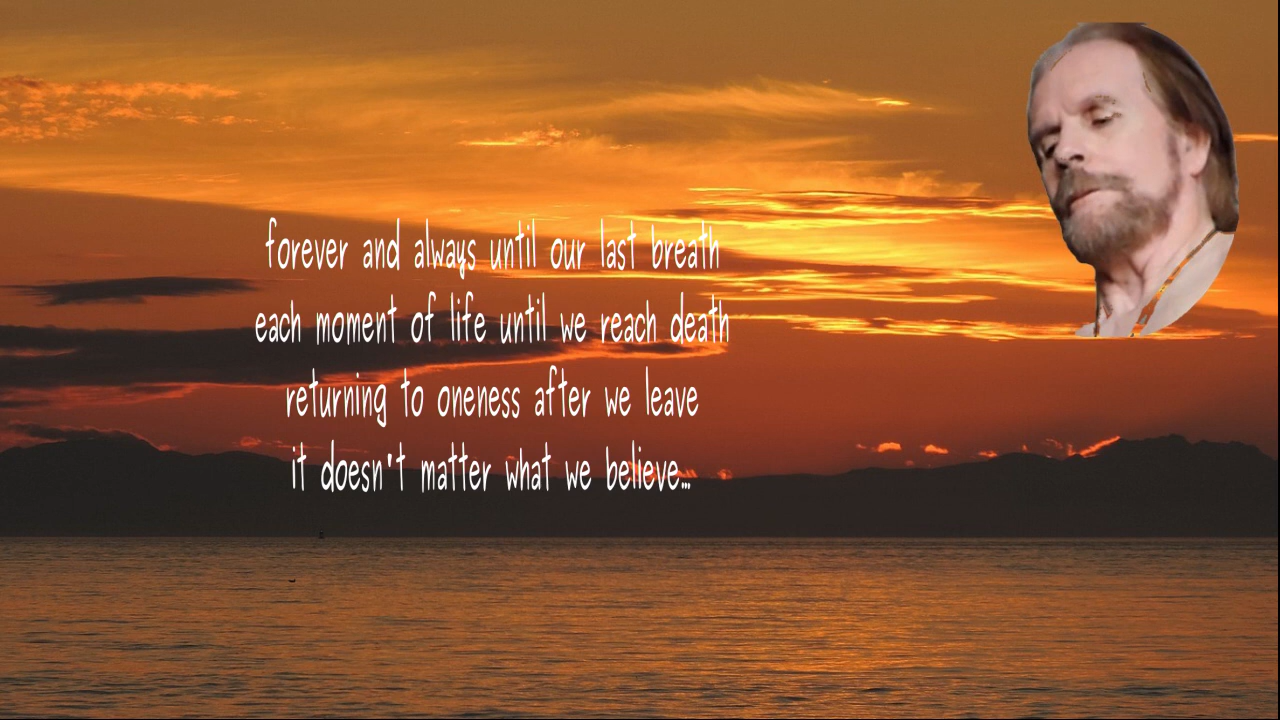 forever and always until our last breath
each moment of life until we reach death
returning to oneness after we leave
it doesn't matter what we believe...